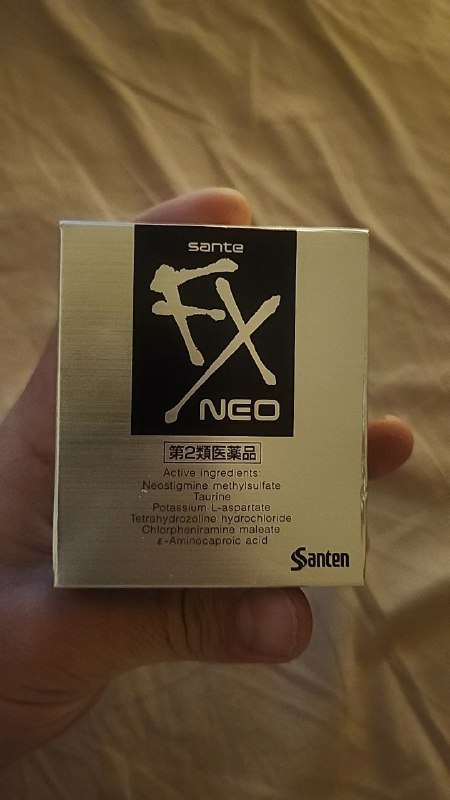 sante
FX
NEO
第2類医薬品
Active ingredients:
Neostigmine methylsulfate
Taurine
Potassium L-aspartate
Tetrahydrozoline hydrochloride
Chlorpheniramine maleate
ε-Aminocaproic acid
Santen